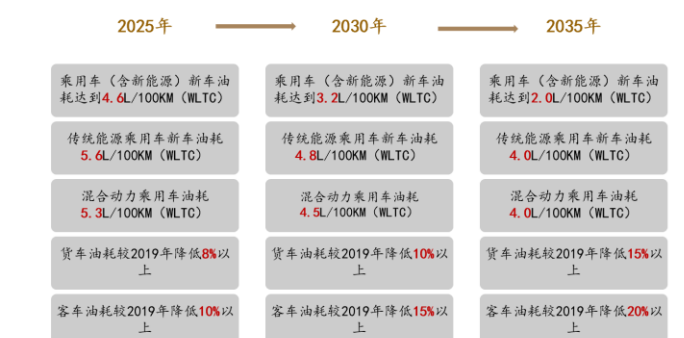 2025年
2030年
2035年
乘用车（含新能源）新车油
耗达到4.6L/100KM（WLTC）
乘用车（含新能源）新车油
耗达到3.2L/100KM（WLTC）
乘用车（含新能源）新车油
耗达到2.0L/100KM（WLTC）
传统能源乘用车新车油耗
5.6L/100KM（WLTC）
传统能源乘用车新车油耗
4.8L/100KM（WLTC）
传统能源乘用车新车油耗
4.0L/100KM（WLTC）
混合动力乘用车油耗
5.3L/100KM（WLTC）
混合动力乘用车油耗
4.5L/100KM（WLTC）
混合动力乘用车油耗
4.0L/100KM（WLTC）
货车油耗较2019年降低8%以
上
货车油耗较2019年降低10%以
上
货车油耗较2019年降低15%以
上
客车油耗较2019年降低10%以
上
客车油耗较2019年降低15%以
上
客车油耗较2019年降低20%以
上